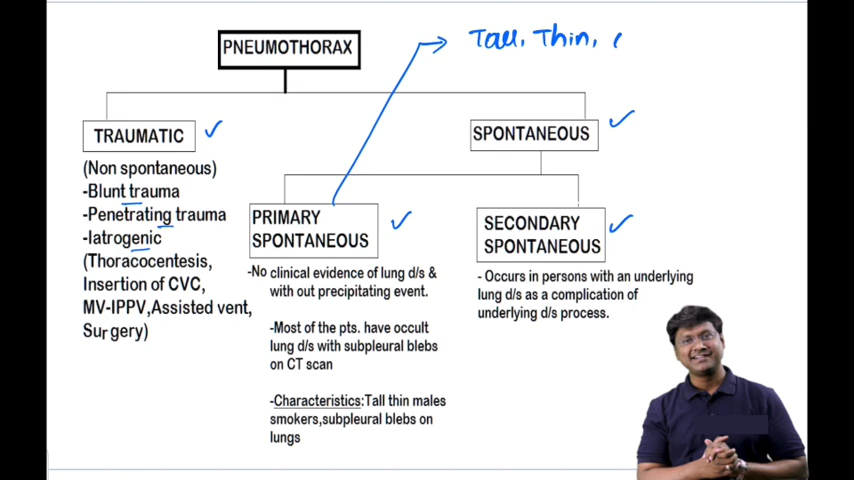 PNEUMOTHORAX
Tall, Thin,
TRAUMATIC
SPONTANEOUS
(Non spontaneous)
-Blunt trauma
-Penetrating trauma
-Iatrogenic
(Thoracocentesis,
Insertion of CVC,
MV-IPPV,Assisted vent,
Surgery)
PRIMARY
SPONTANEOUS
-No clinical evidence of lung d/s &
with out precipitating event.
-Most of the pts. have occult
lung d/s with subpleural blebs
on CT scan
-Characteristics:Tall thin males
smokers,subpleural blebs on
lungs
SECONDARY
SPONTANEOUS
- Occurs in persons with an underlying
lung d/s as a complication of
underlying d/s process.